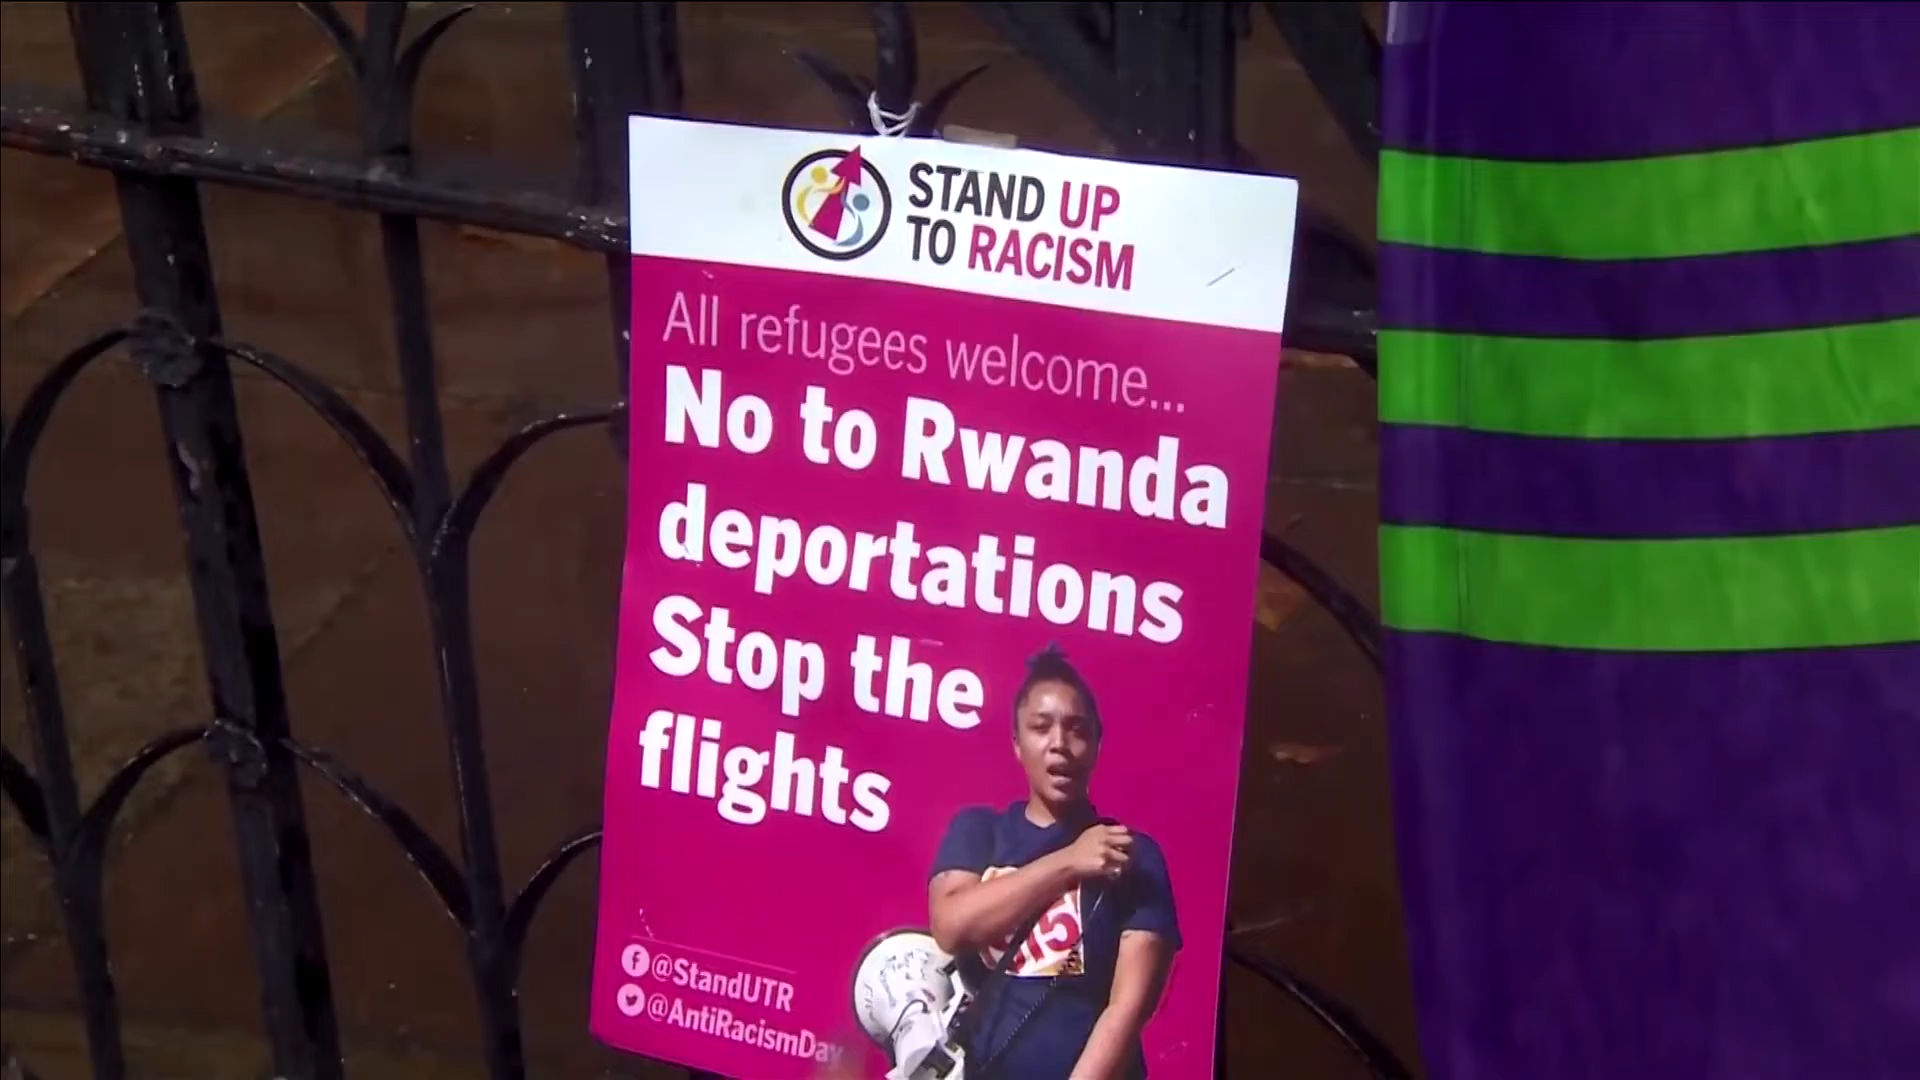 STAND UP
TO RACISM
All refugees welcome...
No to Rwanda
deportations
Stop the
flights
@StandUTR
@AntiRacismDay